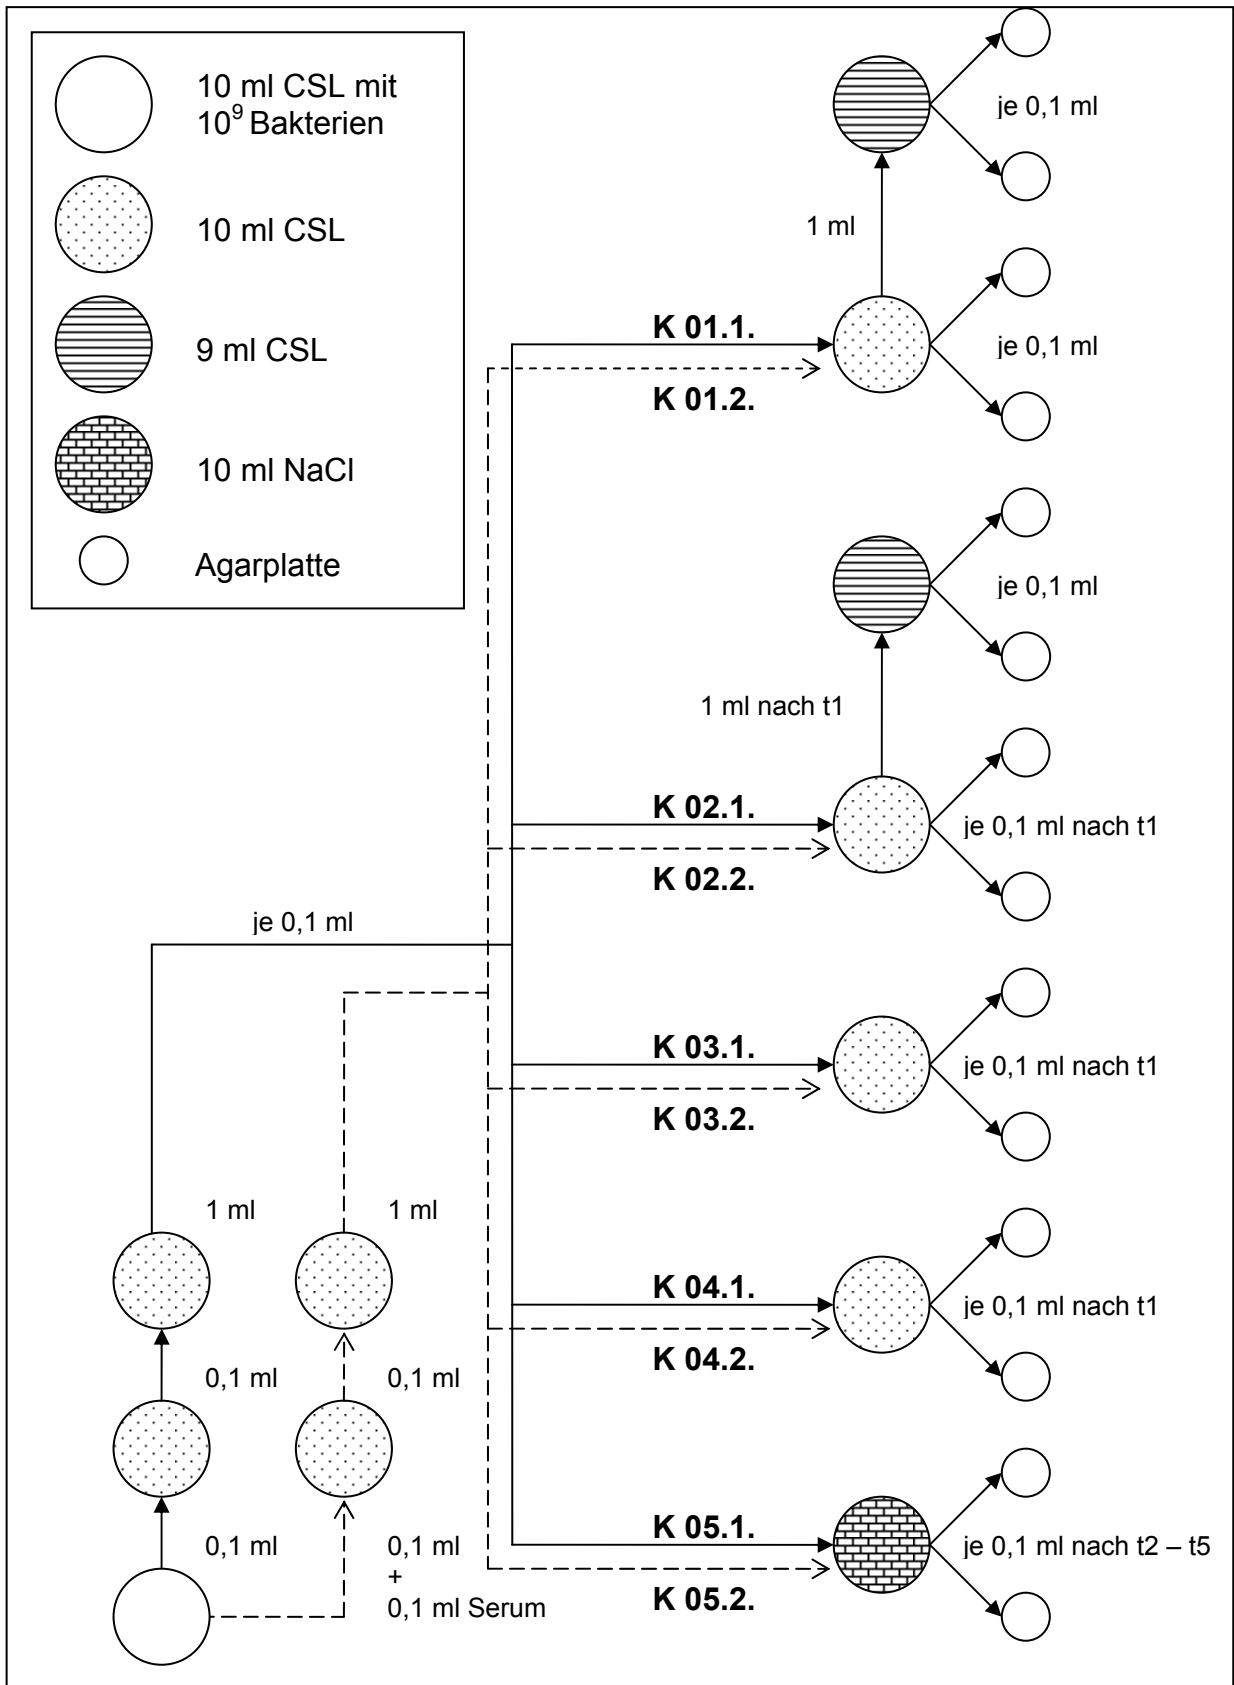 10 ml CSL mit
10⁹ Bakterien
10 ml CSL
9 ml CSL
10 ml NaCl
Agarplatte
je 0,1 ml
1 ml
je 0,1 ml
K 01.1.
K 01.2.
je 0,1 ml
1 ml nach t1
K 02.1.
je 0,1 ml nach t1
K 02.2.
je 0,1 ml
K 03.1.
je 0,1 ml nach t1
K 03.2.
1 ml
1 ml
K 04.1.
je 0,1 ml nach t1
K 04.2.
0,1 ml
0,1 ml
K 05.1.
je 0,1 ml nach t2 – t5
K 05.2.
0,1 ml
0,1 ml
+
0,1 ml Serum